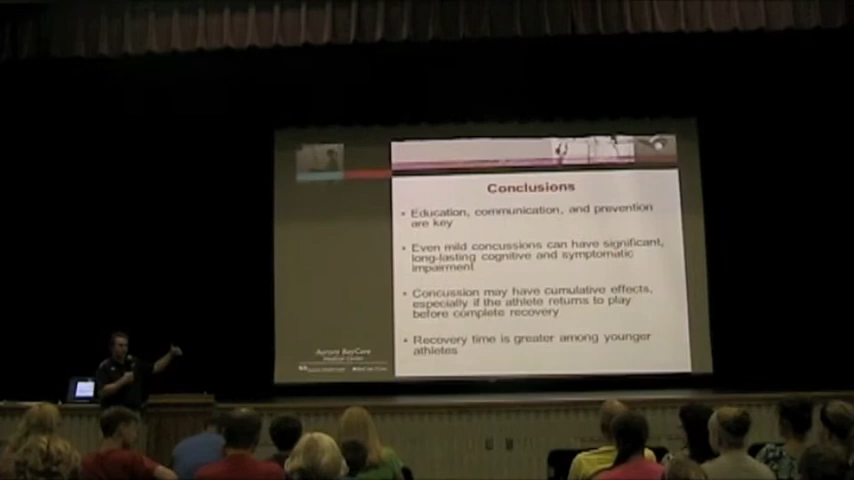 Conclusions
• Education, communication, and prevention
are key
• Even mild concussions can have significant,
long-lasting cognitive and symptomatic
impairment
• Concussion may have cumulative effects,
especially if the athlete returns to play
before complete recovery
• Recovery time is greater among younger
athletes
Aurora BayCare
Medical Center